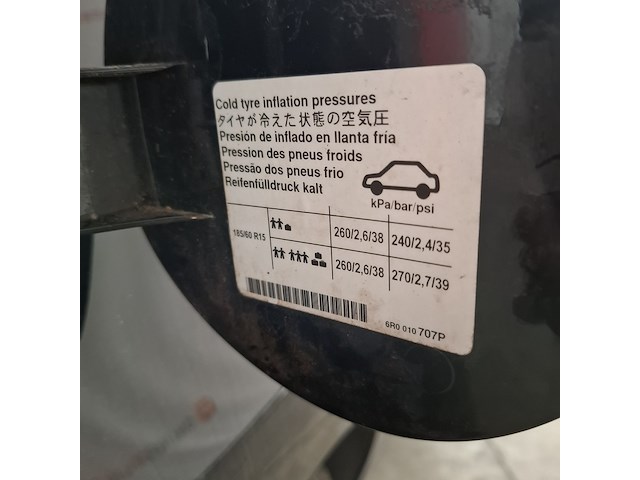 Cold tyre inflation pressures
タイヤが冷えた状態の空気圧
Presión de inflado en llanta fría
Pression des pneus froids
Pressão dos pneus frio
Reifenfülldruck kalt
kPa/bar/psi
185/60 R15
260/2,6/38 240/2,4/35
260/2,6/38 270/2,7/39
6R0 010 707P